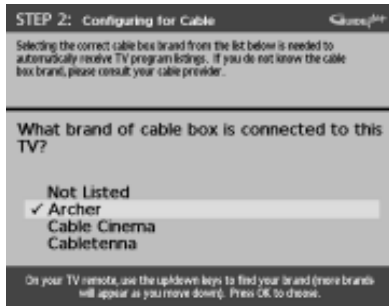 STEP 2: Configuring for Cable
Selecting the correct cable box brand from the list below is needed to
automatically receive TV program listings. If you do not know the cable
box brand, please consult your cable provider.
What brand of cable box is connected to this
TV?
Not Listed
✓ Archer
Cable Cinema
Cabletenna
On your TV remote, use the up/down keys to find your brand (more brands
will appear as you move down). Press OK to choose.